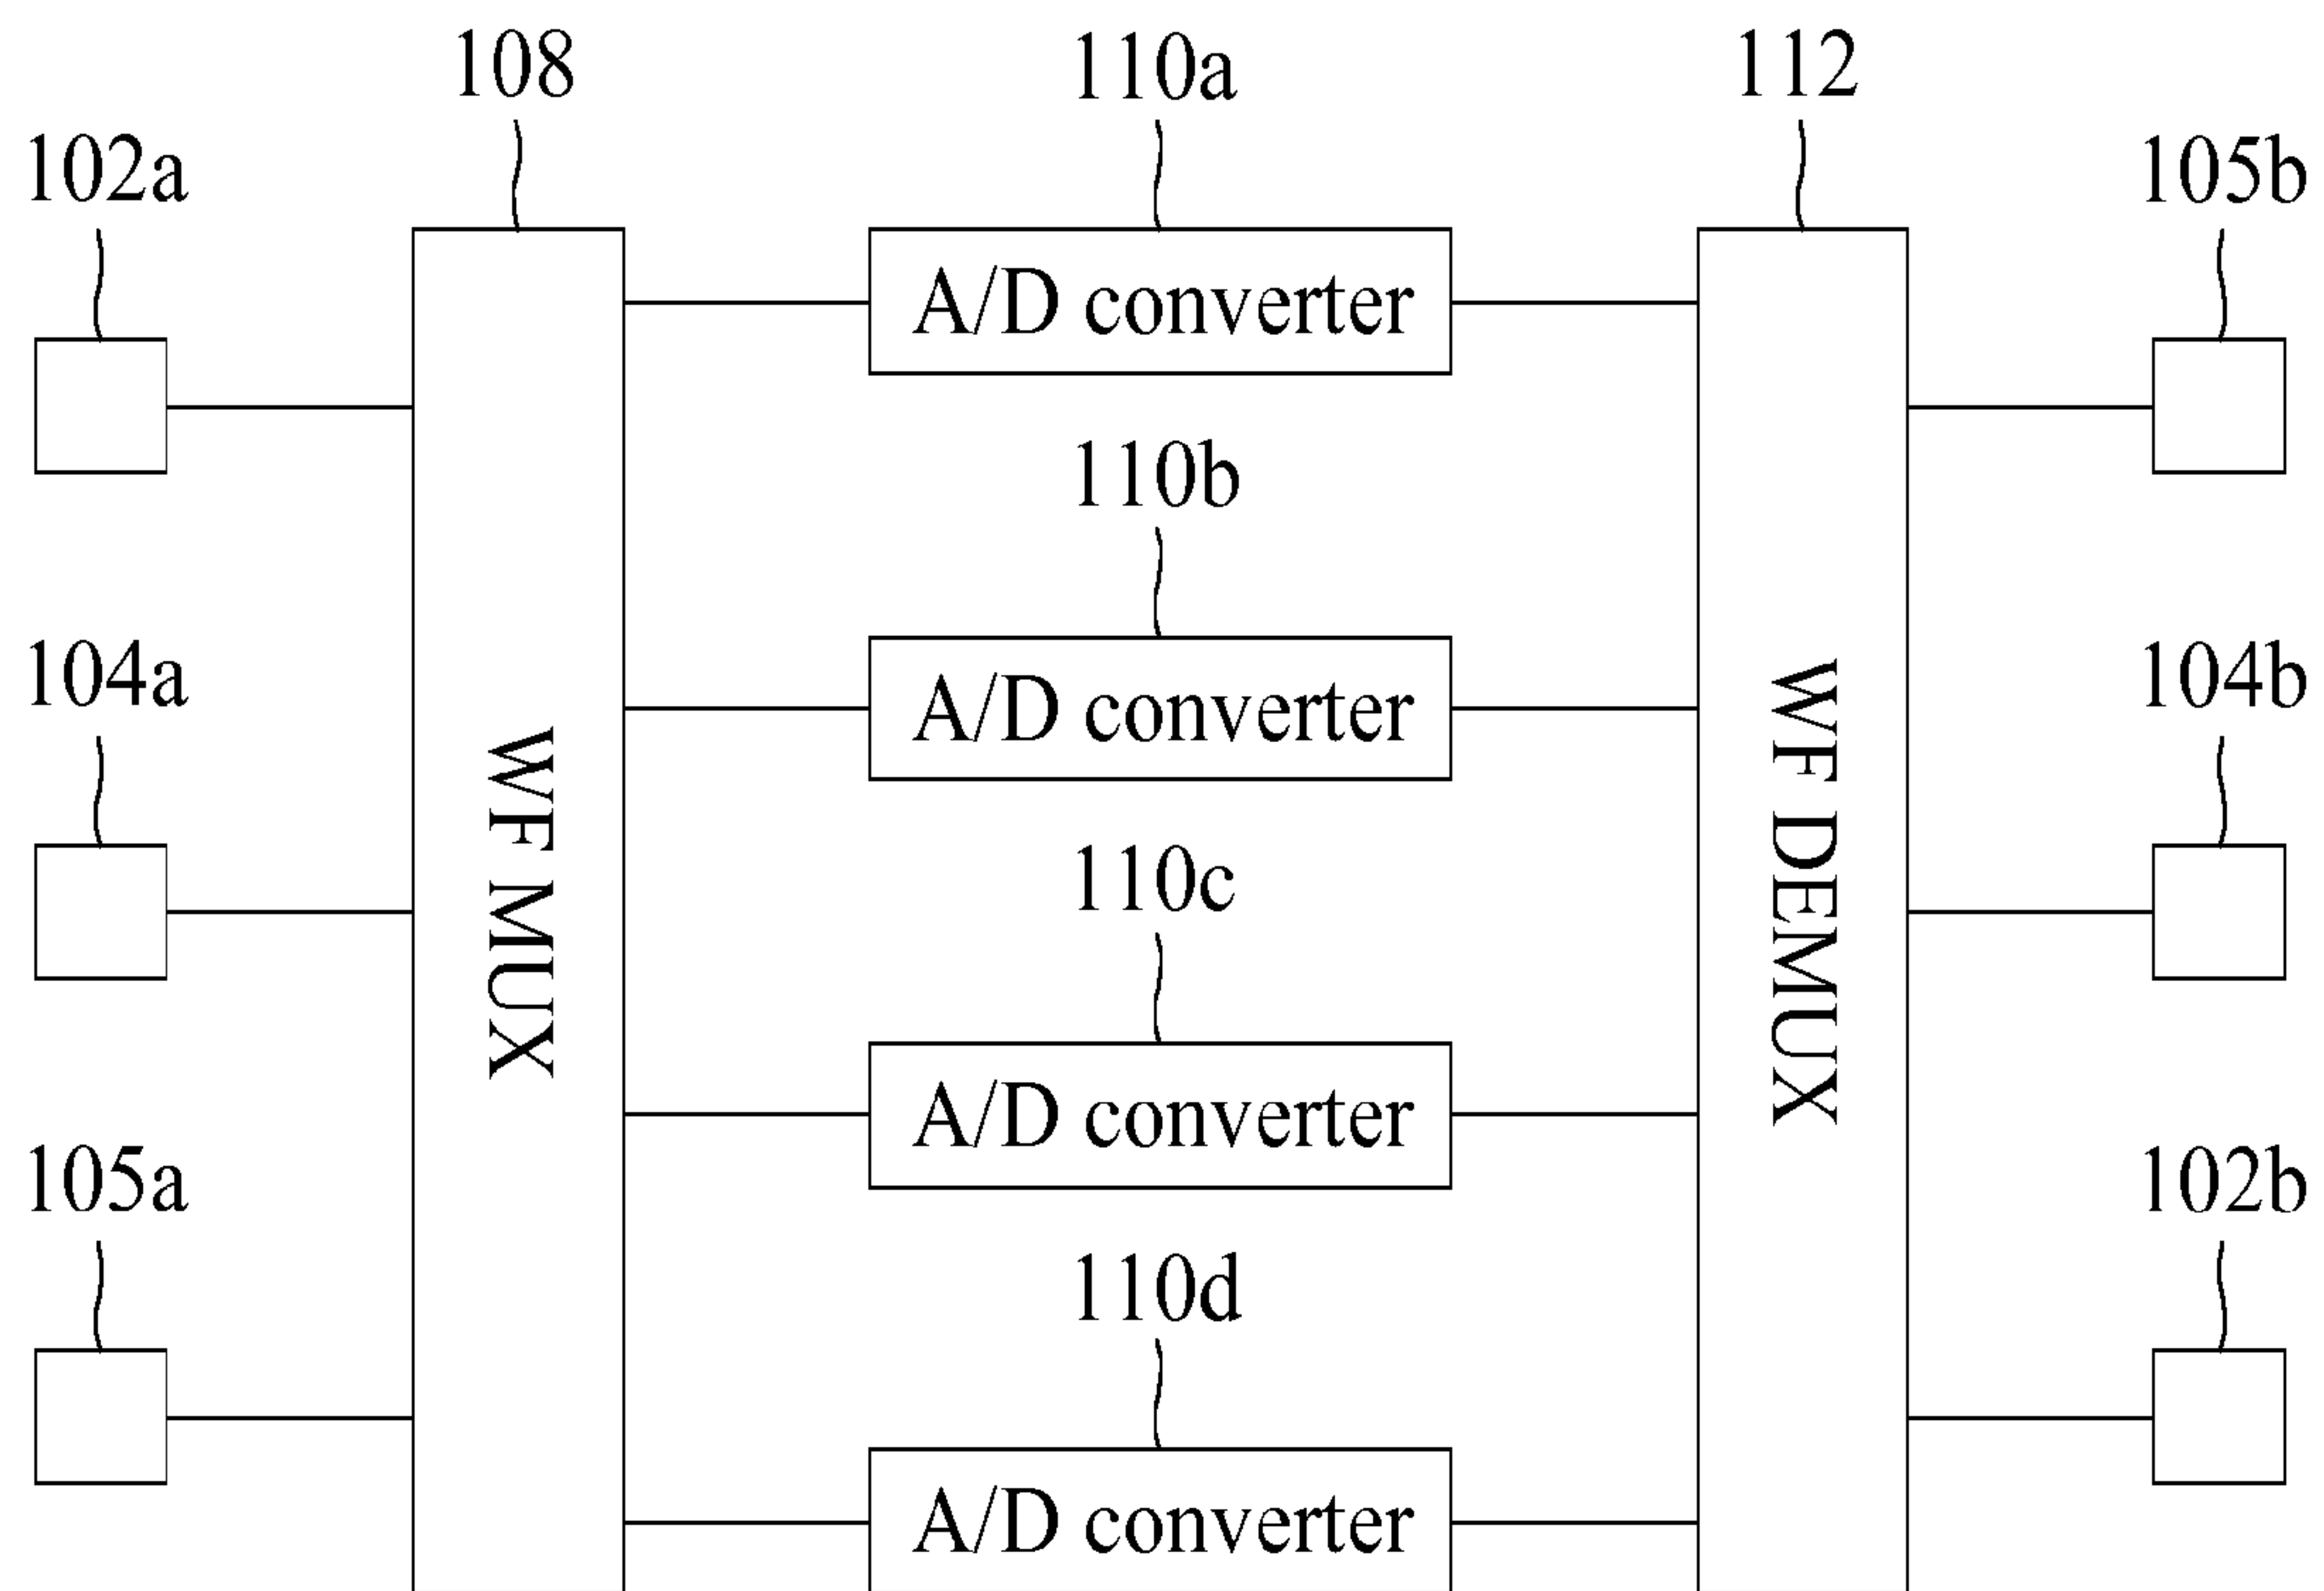 108
110a
112
102a
105b
A/D converter
110b
104a
104b
A/D converter
WF MUX
WF DEMUX
110c
A/D converter
105a
102b
110d
A/D converter